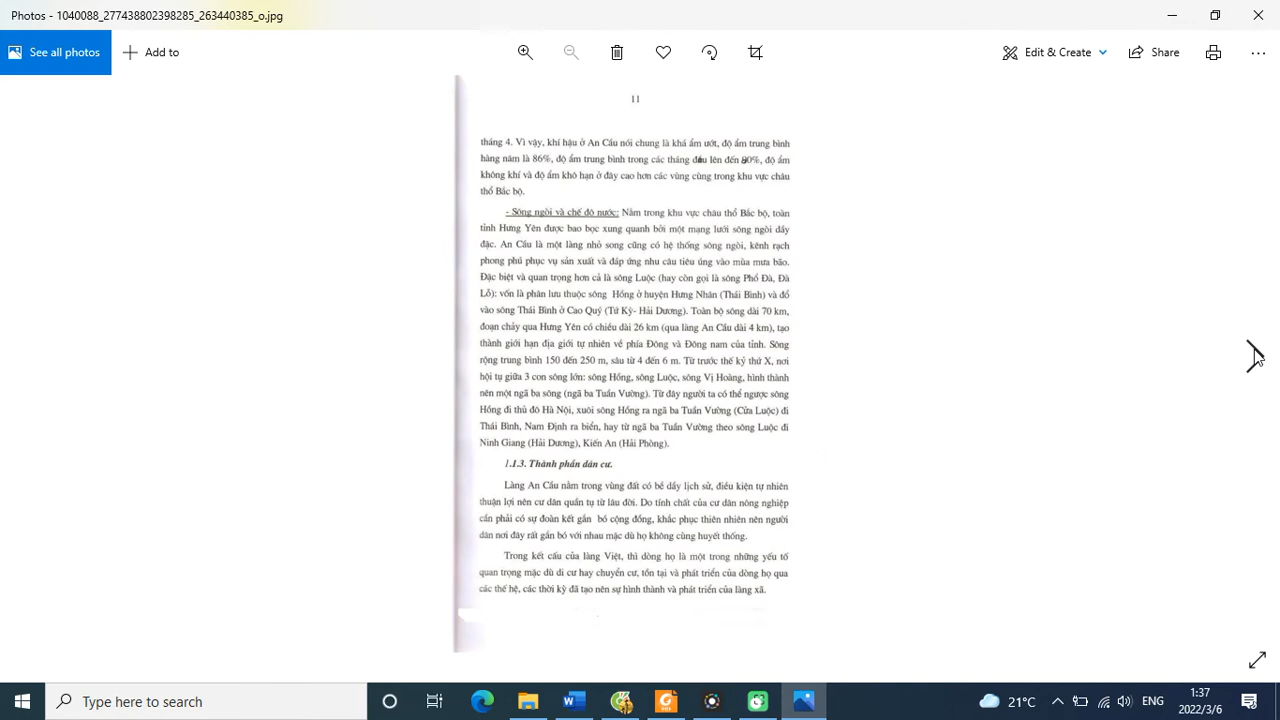 Photos - 1040088_277438802398285_263440385_o.jpg
See all photos
Add to
Edit & Create
Share
11
tháng 4. Vì vậy, khí hậu ở An Cầu nói chung là khá ẩm ướt, độ ẩm trung bình
hàng năm là 86%, độ ẩm trung bình trong các tháng đầu lên đến 90%, độ ẩm
không khí và độ ẩm khô hạn ở đây cao hơn các vùng cùng trong khu vực châu
thổ Bắc bộ.
- Sông ngòi và chế độ nước: Nằm trong khu vực châu thổ Bắc bộ, toàn
tỉnh Hưng Yên được bao bọc xung quanh bởi một mạng lưới sông ngòi dầy
đặc. An Cầu là một làng nhỏ song cũng có hệ thống sông ngòi, kênh rạch
phong phú phục vụ sản xuất và đáp ứng nhu cầu tiêu úng vào mùa mưa bão.
Đặc biệt và quan trọng hơn cả là sông Luộc (hay còn gọi là sông Phổ Đà, Đà
Lỗ): vốn là phân lưu thuộc sông Hồng ở huyện Hưng Nhân (Thái Bình) và đổ
vào sông Thái Bình ở Cao Quý (Tứ Kỳ- Hải Dương). Toàn bộ sông dài 70 km,
đoạn chảy qua Hưng Yên có chiều dài 26 km (qua làng An Cầu dài 4 km), tạo
thành giới hạn địa giới tự nhiên về phía Đông và Đông nam của tỉnh. Sông
rộng trung bình 150 đến 250 m, sâu từ 4 đến 6 m. Từ trước thế kỷ thứ X, nơi
hội tụ giữa 3 con sông lớn: sông Hồng, sông Luộc, sông Vị Hoàng, hình thành
nên một ngã ba sông (ngã ba Tuần Vường). Từ đây người ta có thể ngược sông
Hồng đi thủ đô Hà Nội, xuôi sông Hồng ra ngã ba Tuần Vường (Cửa Luộc) đi
Thái Bình, Nam Định ra biển, hay từ ngã ba Tuần Vường theo sông Luộc đi
Ninh Giang (Hải Dương), Kiến An (Hải Phòng).
1.1.3. Thành phần dân cư.
Làng An Cầu nằm trong vùng đất có bề dầy lịch sử, điều kiện tự nhiên
thuận lợi nên cư dân quần tụ từ lâu đời. Do tính chất của cư dân nông nghiệp
cần phải có sự đoàn kết gắn bó cộng đồng, khắc phục thiên nhiên nên người
dân nơi đây rất gắn bó với nhau mặc dù họ không cùng huyết thống.
Trong kết cấu của làng Việt, thì dòng họ là một trong những yếu tố
quan trọng mặc dù di cư hay chuyển cư, tồn tại và phát triển của dòng họ qua
các thế hệ, các thời kỳ đã tạo nên sự hình thành và phát triển của làng xã.
Type here to search
21°C
ENG
1:37
2022/3/6